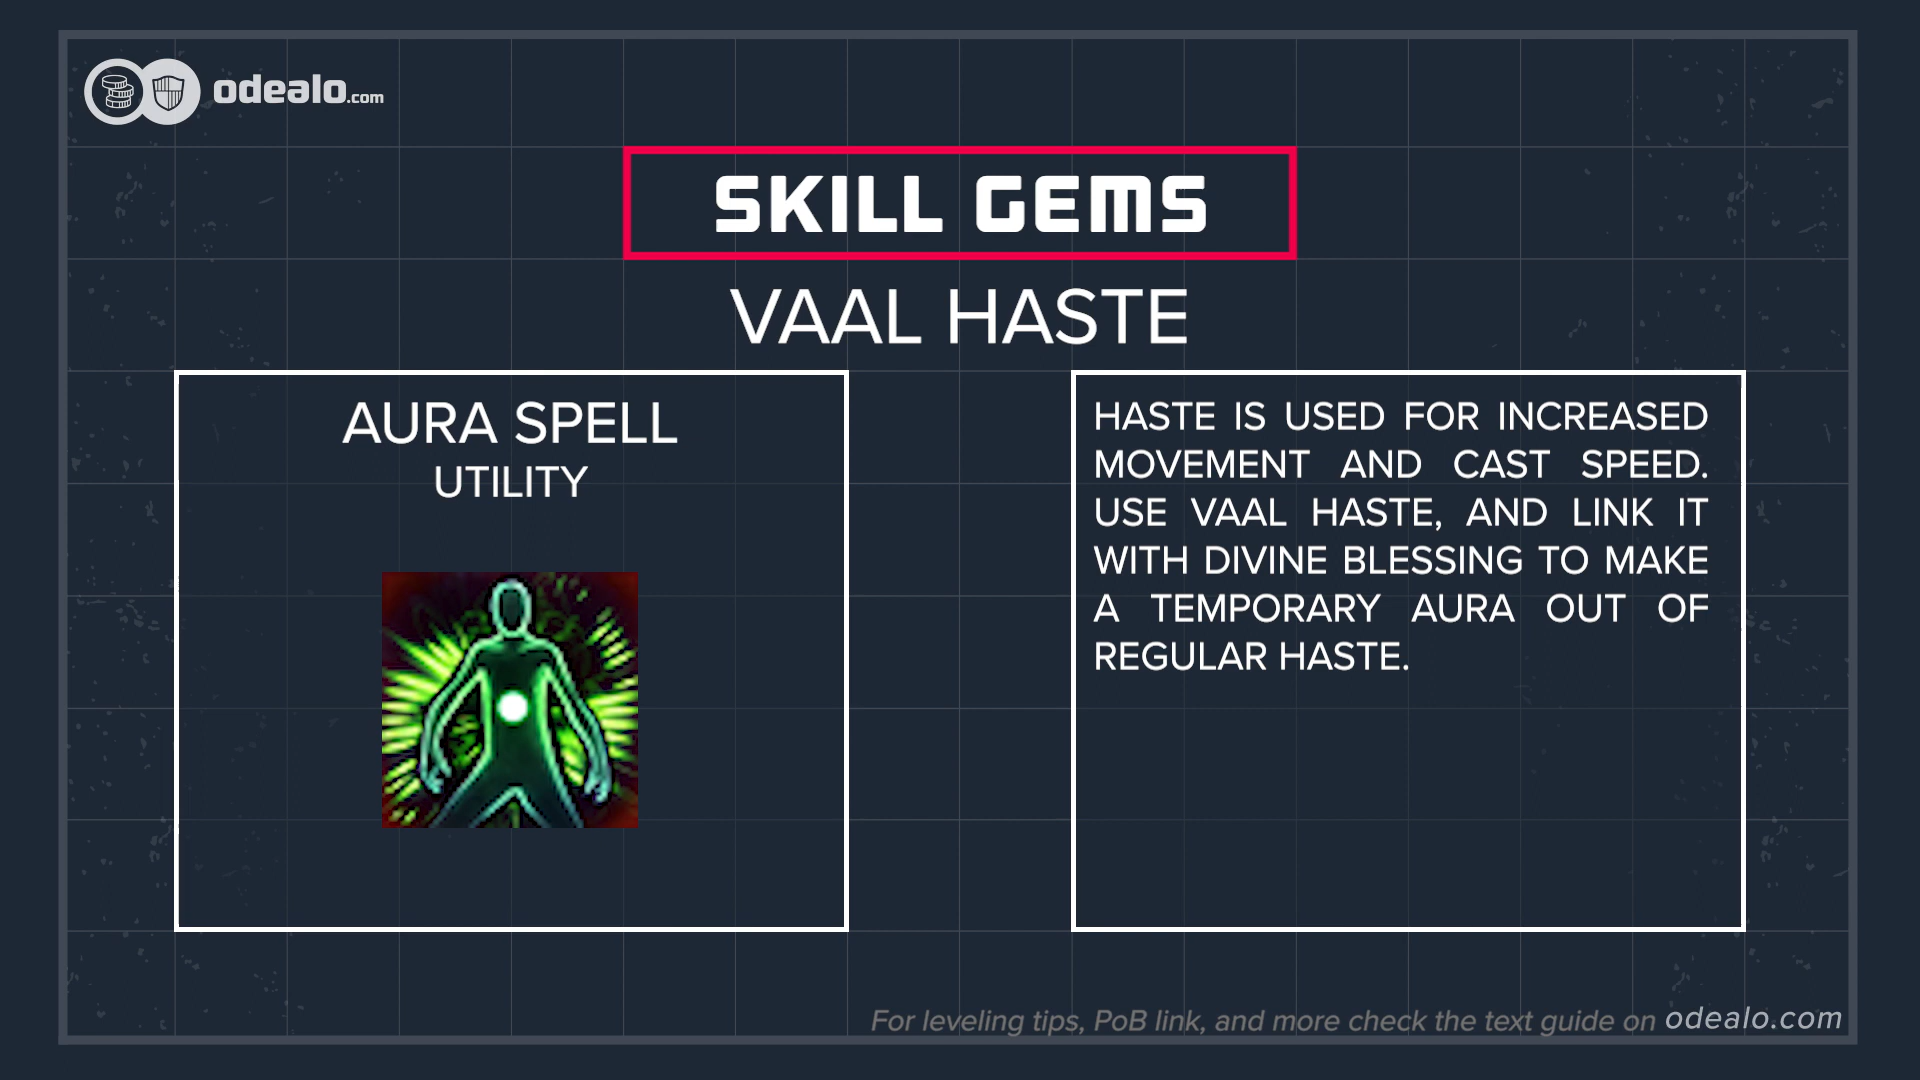 odealo.com
SKILL GEMS
VAAL HASTE
AURA SPELL
UTILITY
HASTE IS USED FOR INCREASED
MOVEMENT AND CAST SPEED.
USE VAAL HASTE, AND LINK IT
WITH DIVINE BLESSING TO MAKE
A TEMPORARY AURA OUT OF
REGULAR HASTE.
For leveling tips, PoB link, and more check the text guide on odealo.com